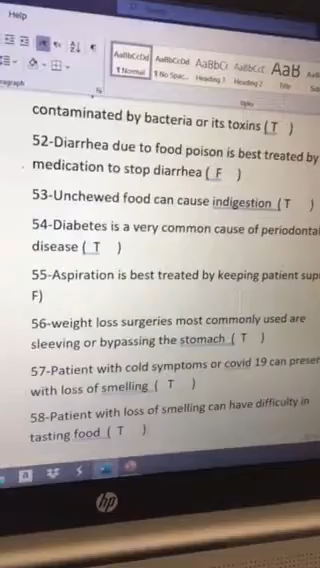 Help
AaBbCcDd AaBbCcDd AaBbCc AaBbCcC AaB
¶ Normal ¶ No Spac... Heading 1 Heading 2 Title
Styles
contaminated by bacteria or its toxins ( T )
52-Diarrhea due to food poison is best treated by
medication to stop diarrhea ( F )
53-Unchewed food can cause indigestion ( T )
54-Diabetes is a very common cause of periodontal
disease ( T )
55-Aspiration is best treated by keeping patient sup
F)
56-weight loss surgeries most commonly used are
sleeving or bypassing the stomach ( T )
57-Patient with cold symptoms or covid 19 can presen
with loss of smelling ( T )
58-Patient with loss of smelling can have difficulty in
tasting food ( T )
hp